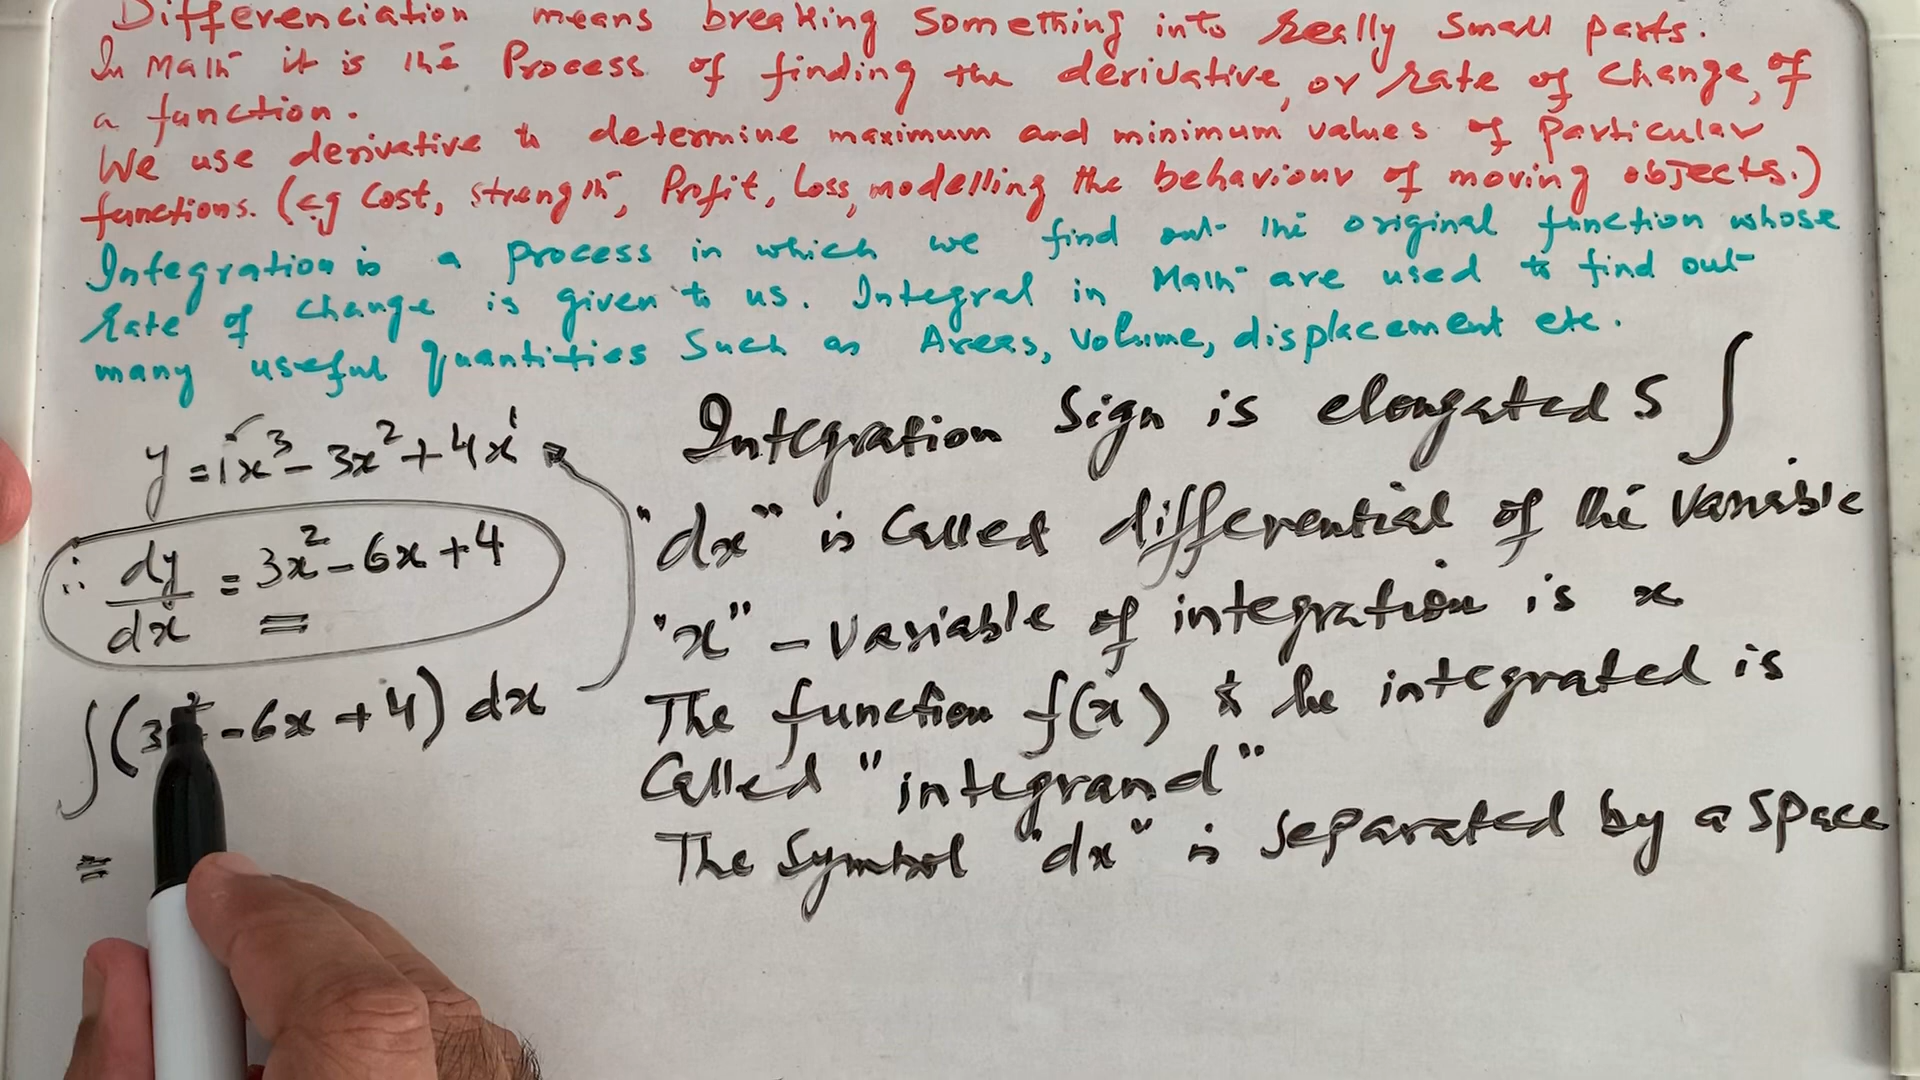 Differenciation means breaking something into really small parts.
In Math it is the Process of finding the derivative, or rate of change, of
a function.
We use derivative to determine maximum and minimum values of particular
functions. (eg Cost, strength, Profit, Loss, modelling the behaviour of moving objects.)
Integration is a process in which we find out the original function whose
rate of change is given to us. Integral in Math are used to find out
many useful quantities such as Areas, Volume, displacement etc.
y = 1x³ - 3x² + 4x¹
∴ dy/dx = 3x² - 6x + 4
∫(3x² - 6x + 4) dx
=
Integration Sign is elongated S ∫
"dx" is Called differential of the variable
"x" - variable of integration is x
The function f(x) to be integrated is
Called "integrand"
The Symbol "dx" is separated by a space